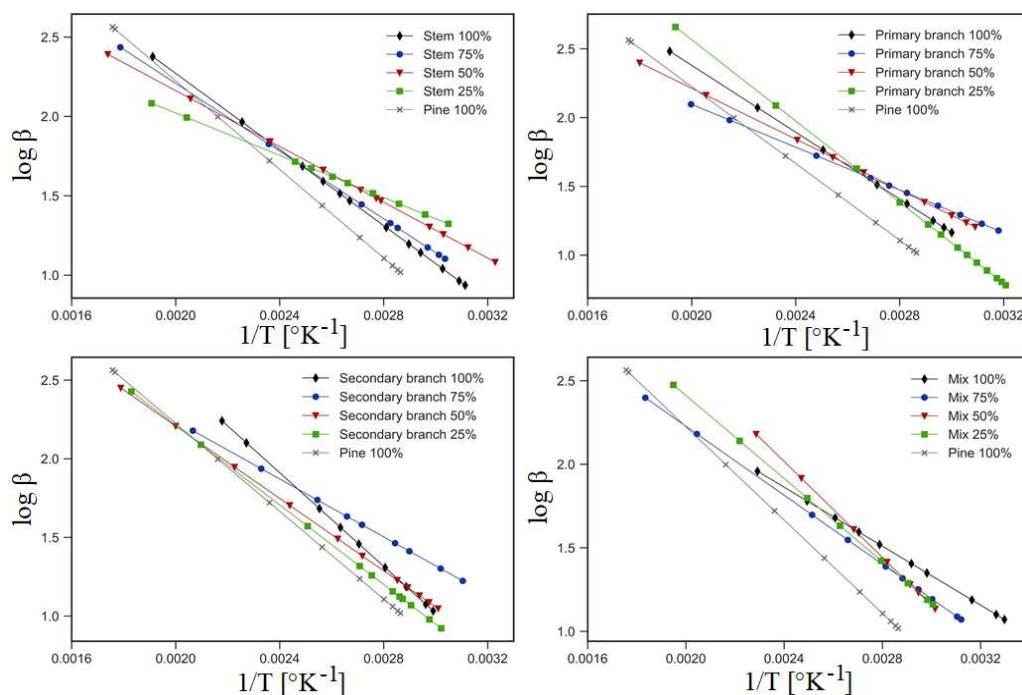 log β
2.5
2.0
1.5
1.0
Stem 100%
Stem 75%
Stem 50%
Stem 25%
Pine 100%
0.0016 0.0020 0.0024 0.0028 0.0032
1/T [°K-1]
log β
2.5
2.0
1.5
1.0
Primary branch 100%
Primary branch 75%
Primary branch 50%
Primary branch 25%
Pine 100%
0.0016 0.0020 0.0024 0.0028 0.0032
1/T [°K-1]
log β
2.5
2.0
1.5
1.0
Secondary branch 100%
Secondary branch 75%
Secondary branch 50%
Secondary branch 25%
Pine 100%
0.0016 0.0020 0.0024 0.0028 0.0032
1/T [°K-1]
log β
2.5
2.0
1.5
1.0
Mix 100%
Mix 75%
Mix 50%
Mix 25%
Pine 100%
0.0016 0.0020 0.0024 0.0028 0.0032
1/T [°K-1]